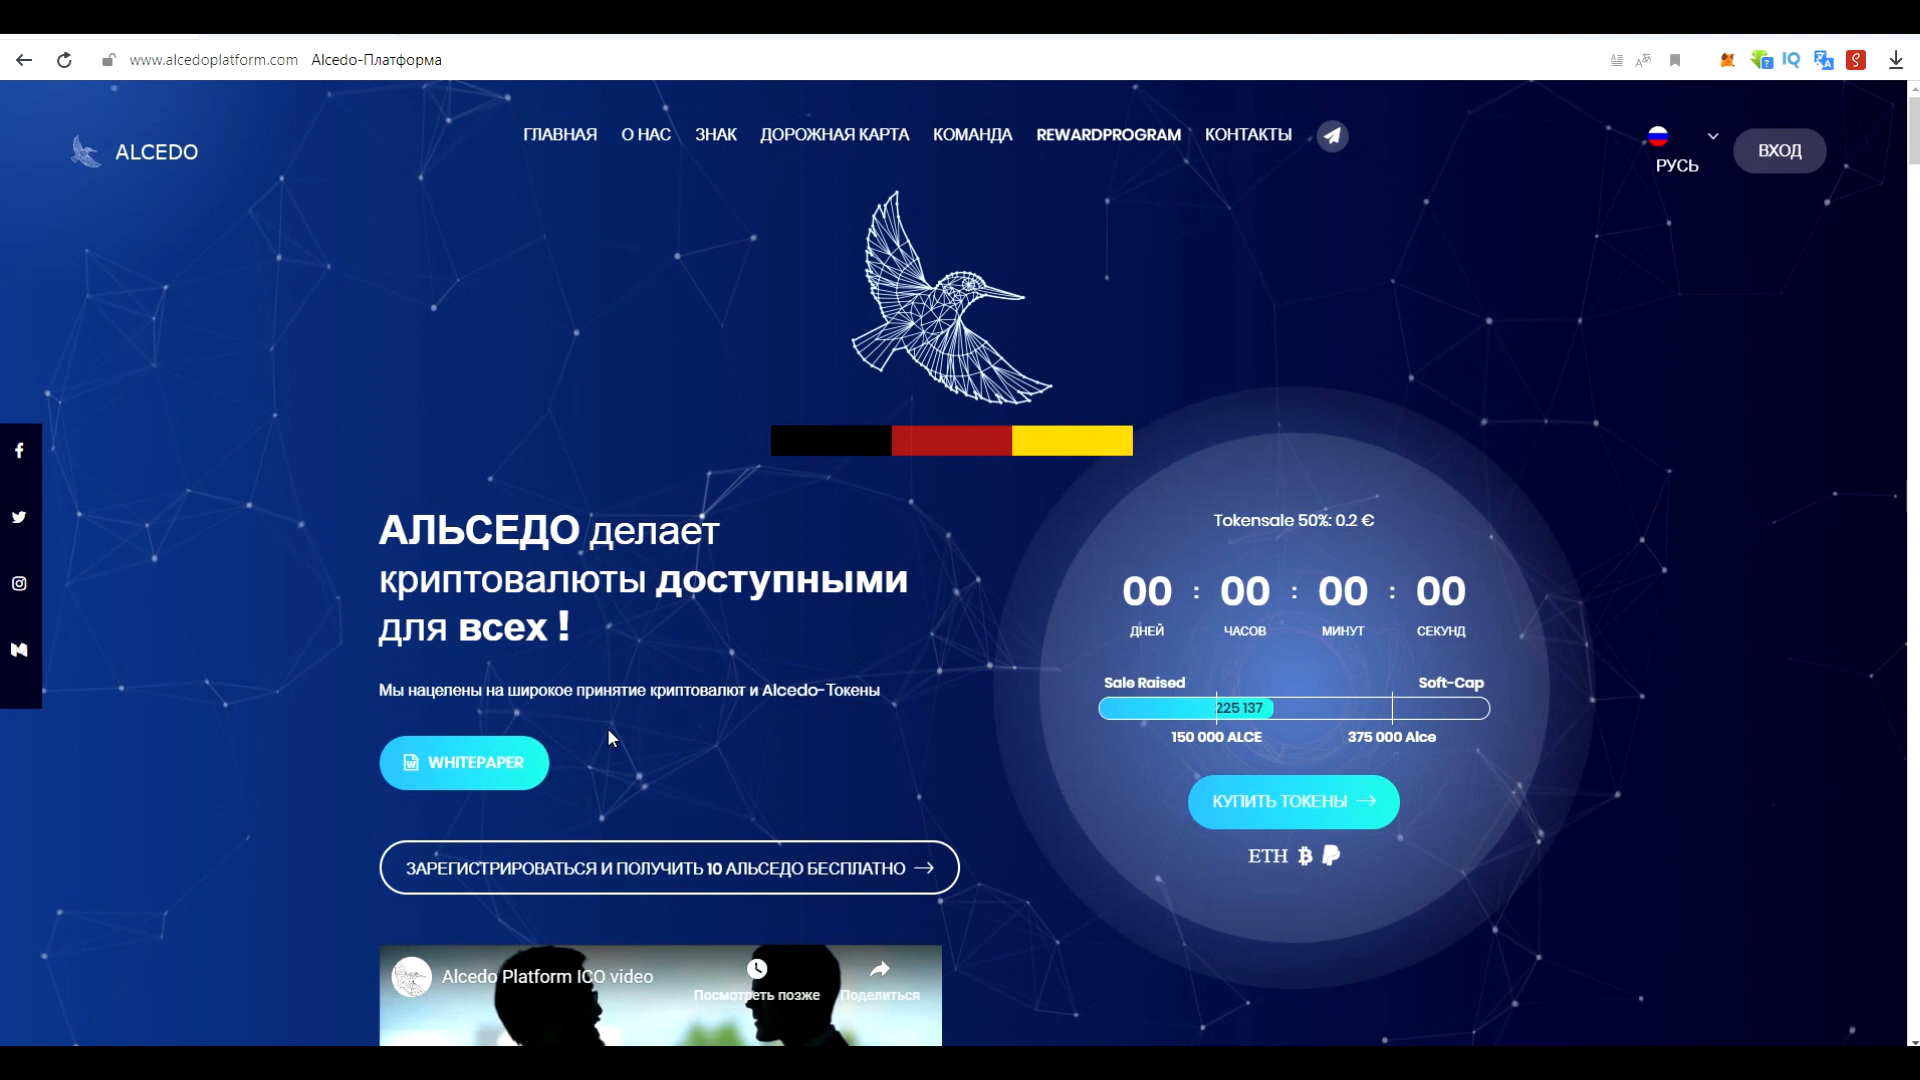 www.alcedoplatform.com Alcedo-Платформа
ALCEDO
ГЛАВНАЯ О НАС ЗНАК ДОРОЖНАЯ КАРТА КОМАНДА REWARDPROGRAM КОНТАКТЫ
РУСЬ
ВХОД
АЛЬСЕДО делает
криптовалюты доступными
для всех !
Мы нацелены на широкое принятие криптовалют и Alcedo-Токены
WHITEPAPER
ЗАРЕГИСТРИРОВАТЬСЯ И ПОЛУЧИТЬ 10 АЛЬСЕДО БЕСПЛАТНО
Alcedo Platform ICO video
Посмотреть позже
Поделиться
Tokensale 50%: 0.2 €
00 : 00 : 00 : 00
ДНЕЙ ЧАСОВ МИНУТ СЕКУНД
Sale Raised Soft-Cap
225 137
150 000 ALCE 375 000 Alce
КУПИТЬ ТОКЕНЫ
ETH